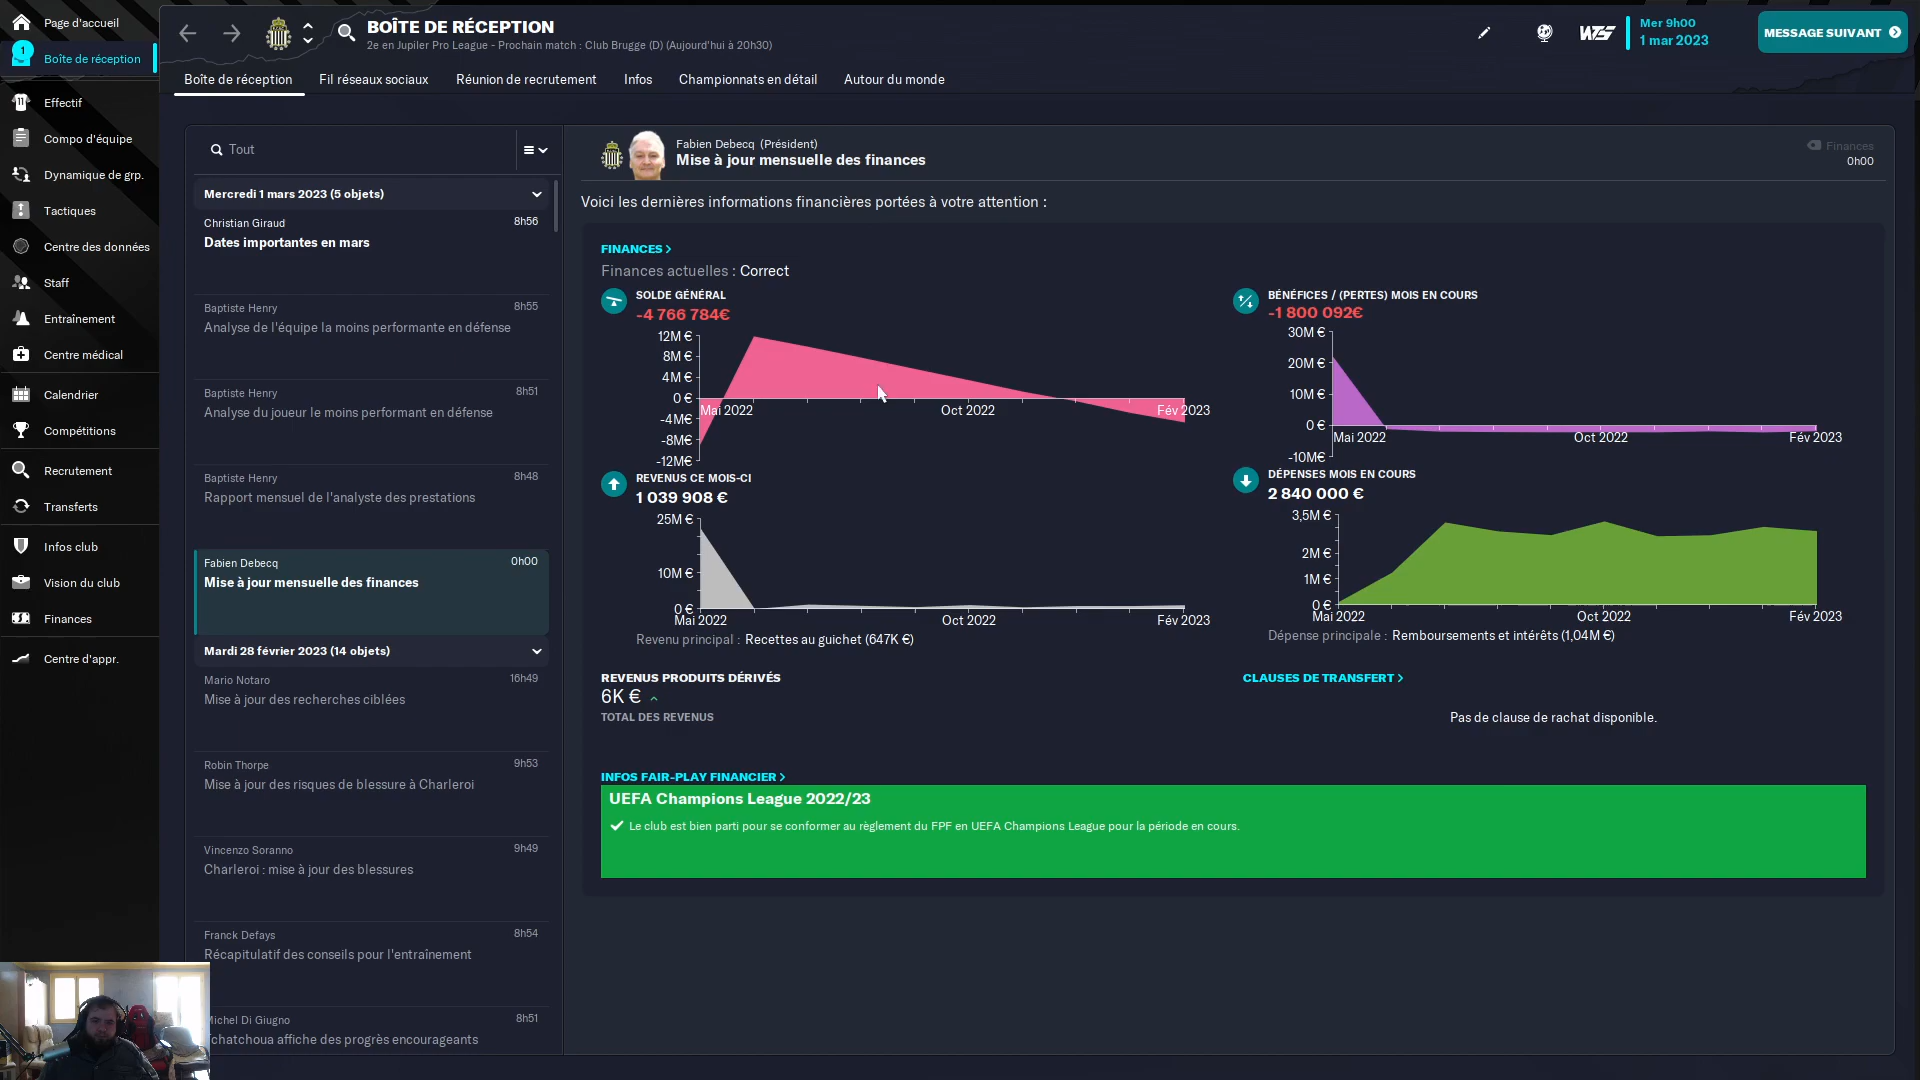 Page d'accueil
1
Boîte de réception
Effectif
Compo d'équipe
Dynamique de grp.
Tactiques
Centre des données
Staff
Entraînement
Centre médical
Calendrier
Compétitions
Recrutement
Transferts
Infos club
Vision du club
Finances
Centre d'appr.
BOÎTE DE RÉCEPTION
2e en Jupiler Pro League - Prochain match : Club Brugge (D) (Aujourd'hui à 20h30)
Mer 9h00
1 mar 2023
MESSAGE SUIVANT
Boîte de réception
Fil réseaux sociaux
Réunion de recrutement
Infos
Championnats en détail
Autour du monde
Tout
Mercredi 1 mars 2023 (5 objets)
Christian Giraud 8h56
Dates importantes en mars
Baptiste Henry 8h55
Analyse de l'équipe la moins performante en défense
Baptiste Henry 8h51
Analyse du joueur le moins performant en défense
Baptiste Henry 8h48
Rapport mensuel de l'analyste des prestations
Fabien Debecq 0h00
Mise à jour mensuelle des finances
Mardi 28 février 2023 (14 objets)
Mario Notaro 16h49
Mise à jour des recherches ciblées
Robin Thorpe 9h53
Mise à jour des risques de blessure à Charleroi
Vincenzo Soranno 9h49
Charleroi : mise à jour des blessures
Franck Defays 8h54
Récapitulatif des conseils pour l'entraînement
Michel Di Giugno 8h51
Tchatchoua affiche des progrès encourageants
Fabien Debecq (Président)
Mise à jour mensuelle des finances
Finances
0h00
Voici les dernières informations financières portées à votre attention :
FINANCES >
Finances actuelles : Correct
SOLDE GÉNÉRAL
-4 766 784€
12M €
8M €
4M €
0 €
-4M€
-8M€
-12M€
Mai 2022
Oct 2022
Fév 2023
BÉNÉFICES / (PERTES) MOIS EN COURS
-1 800 092€
30M €
20M €
10M €
0 €
-10M€
Mai 2022
Oct 2022
Fév 2023
REVENUS CE MOIS-CI
1 039 908 €
25M €
10M €
0 €
Mai 2022
Oct 2022
Fév 2023
Revenu principal : Recettes au guichet (647K €)
DÉPENSES MOIS EN COURS
2 840 000 €
3,5M €
2M €
1M €
0 €
Mai 2022
Oct 2022
Fév 2023
Dépense principale : Remboursements et intérêts (1,04M €)
REVENUS PRODUITS DÉRIVÉS
6K €
TOTAL DES REVENUS
CLAUSES DE TRANSFERT >
Pas de clause de rachat disponible.
INFOS FAIR-PLAY FINANCIER >
UEFA Champions League 2022/23
Le club est bien parti pour se conformer au règlement du FPF en UEFA Champions League pour la période en cours.